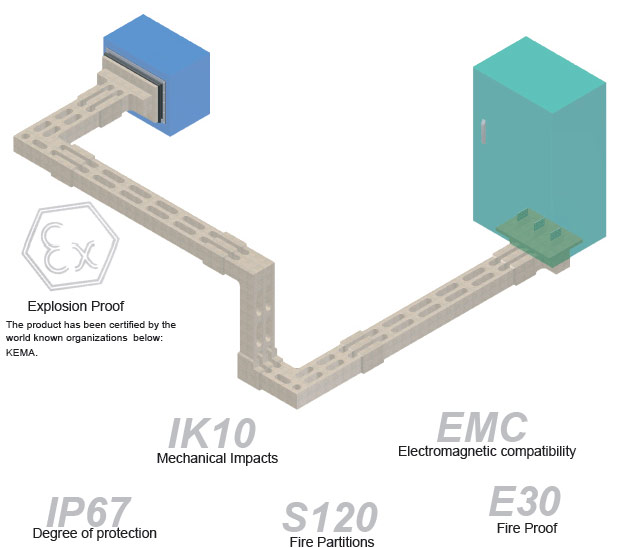 Ex
Explosion Proof
The product has been certified by the
world known organizations below:
KEMA.
IK10
Mechanical Impacts
EMC
Electromagnetic compatibility
IP67
Degree of protection
S120
Fire Partitions
E30
Fire Proof